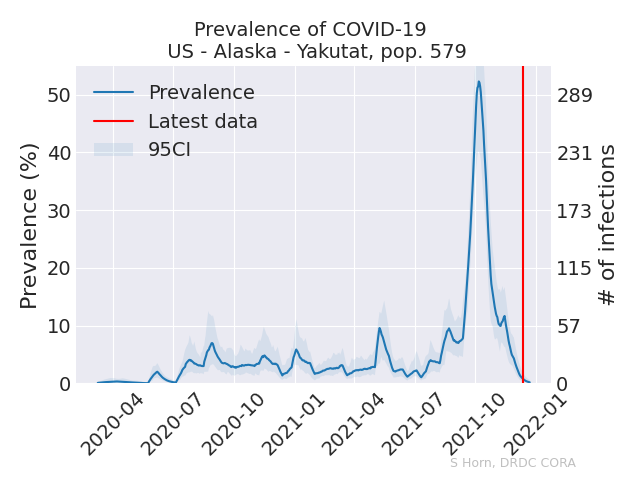 Prevalence of COVID-19
US - Alaska - Yakutat, pop. 579
Prevalence
Latest data
95CI
Prevalence (%)
50
40
30
20
10
0
289
231
173
115
57
0
# of infections
2020-04
2020-07
2020-10
2021-01
2021-04
2021-07
2021-10
2022-01
S Horn, DRDC CORA